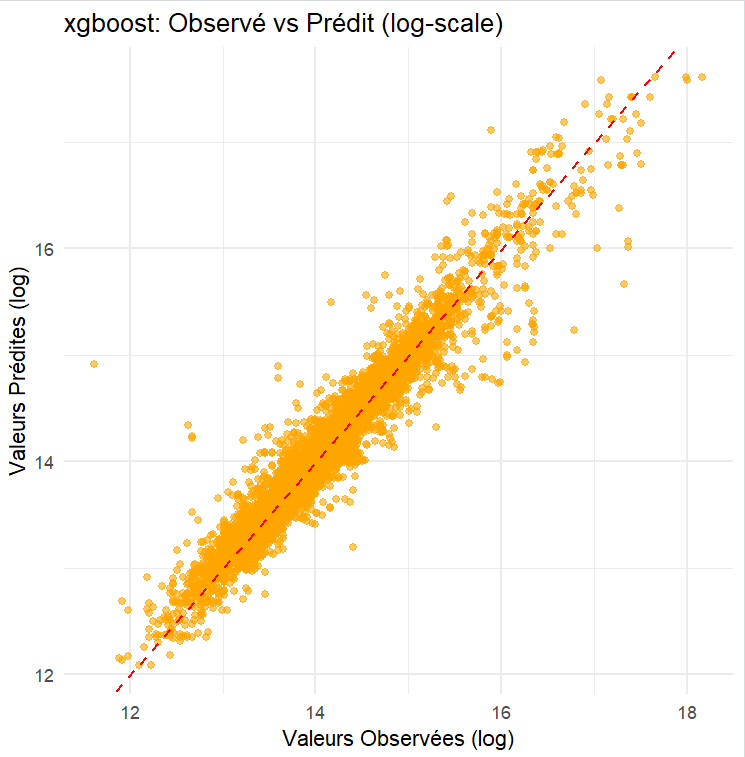 xgboost: Observé vs Prédit (log-scale)
Valeurs Prédites (log)
16
14
12
12
14
16
18
Valeurs Observées (log)